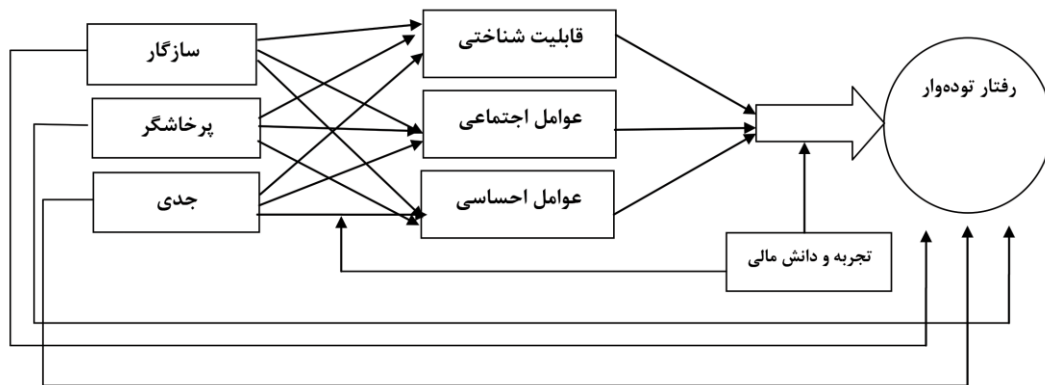 سازگار
قابلیت شناختی
رفتار توده‌وار
پرخاشگر
عوامل اجتماعی
جدی
عوامل احساسی
تجربه و دانش مالی